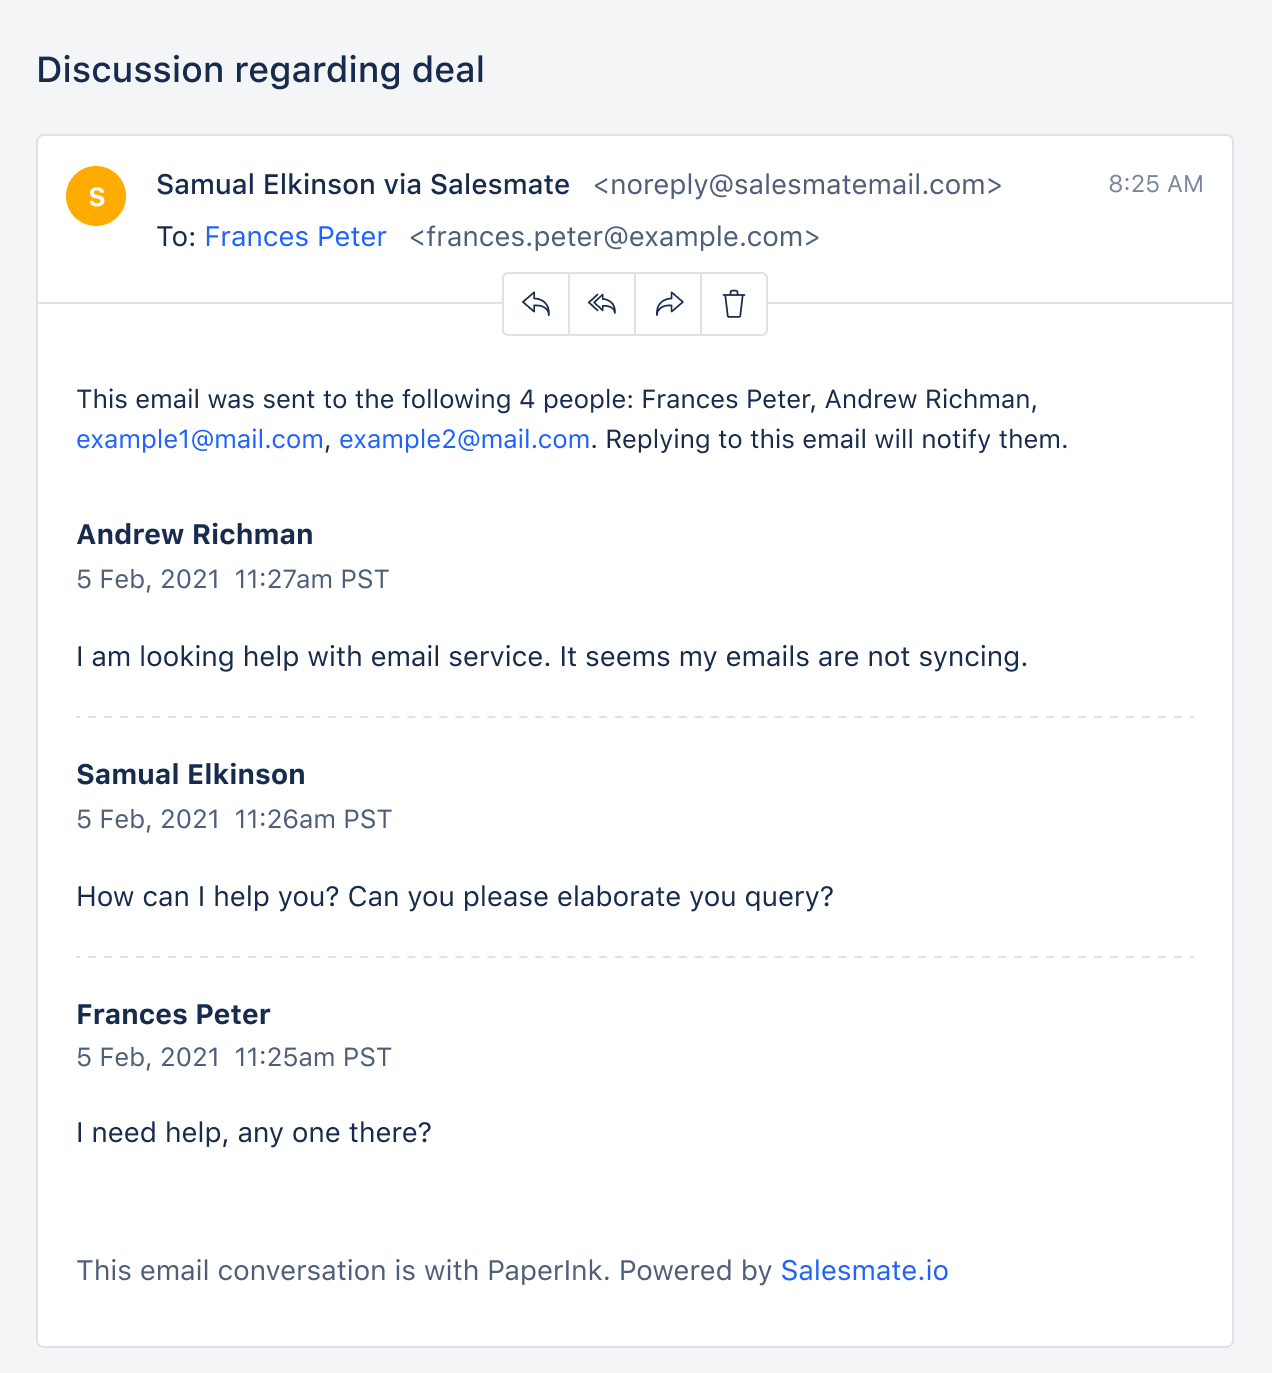 Discussion regarding deal
S
Samual Elkinson via Salesmate <noreply@salesmatemail.com> 8:25 AM
To: Frances Peter <frances.peter@example.com>
This email was sent to the following 4 people: Frances Peter, Andrew Richman,
example1@mail.com, example2@mail.com. Replying to this email will notify them.
Andrew Richman
5 Feb, 2021 11:27am PST
I am looking help with email service. It seems my emails are not syncing.
Samual Elkinson
5 Feb, 2021 11:26am PST
How can I help you? Can you please elaborate you query?
Frances Peter
5 Feb, 2021 11:25am PST
I need help, any one there?
This email conversation is with PaperInk. Powered by Salesmate.io